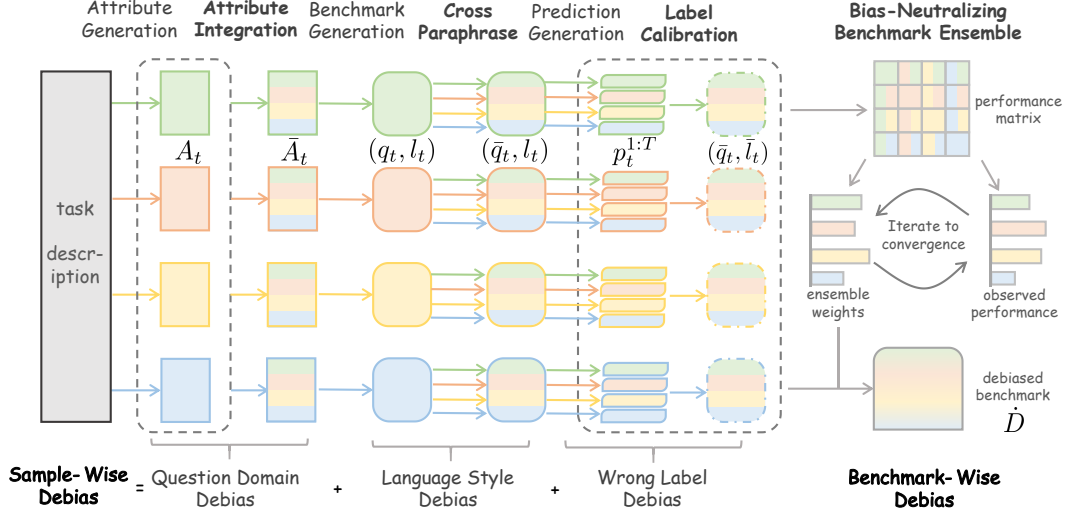 Attribute
Generation
Attribute
Integration
Benchmark
Generation
Cross
Paraphrase
Prediction
Generation
Label
Calibration
Bias-Neutralizing
Benchmark Ensemble
task
descr-
iption
A_t
Ā_t
(q_t, l_t)
(q̄_t, l_t)
p_t^{1:T}
(q̄_t, l̄_t)
performance
matrix
Iterate to
convergence
ensemble
weights
observed
performance
debiased
benchmark
Ḋ
Sample-Wise
Debias
=
Question Domain
Debias
+
Language Style
Debias
+
Wrong Label
Debias
Benchmark-Wise
Debias